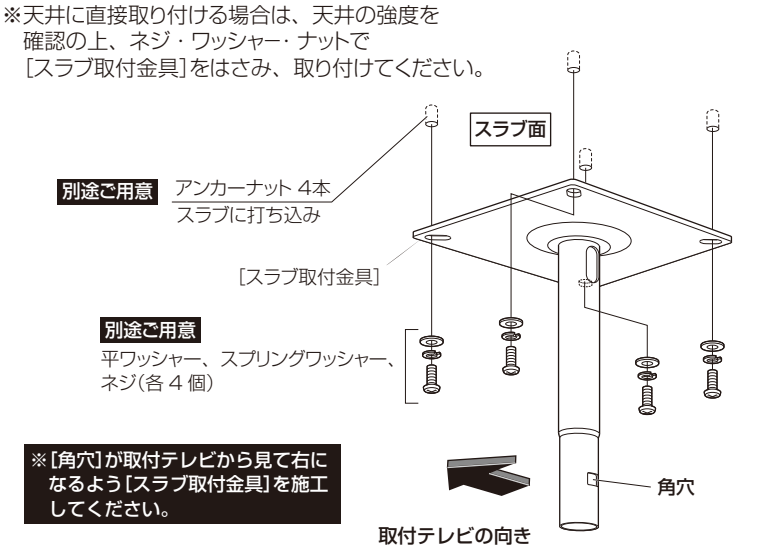 ※天井に直接取り付ける場合は、天井の強度を
確認の上、ネジ・ワッシャー・ナットで
[スラブ取付金具]をはさみ、取り付けてください。
スラブ面
別途ご用意 アンカーナット 4本
スラブに打ち込み
[スラブ取付金具]
別途ご用意
平ワッシャー、スプリングワッシャー、
ネジ(各 4 個)
※[角穴]が取付テレビから見て右に
なるよう[スラブ取付金具]を施工
してください。
角穴
取付テレビの向き